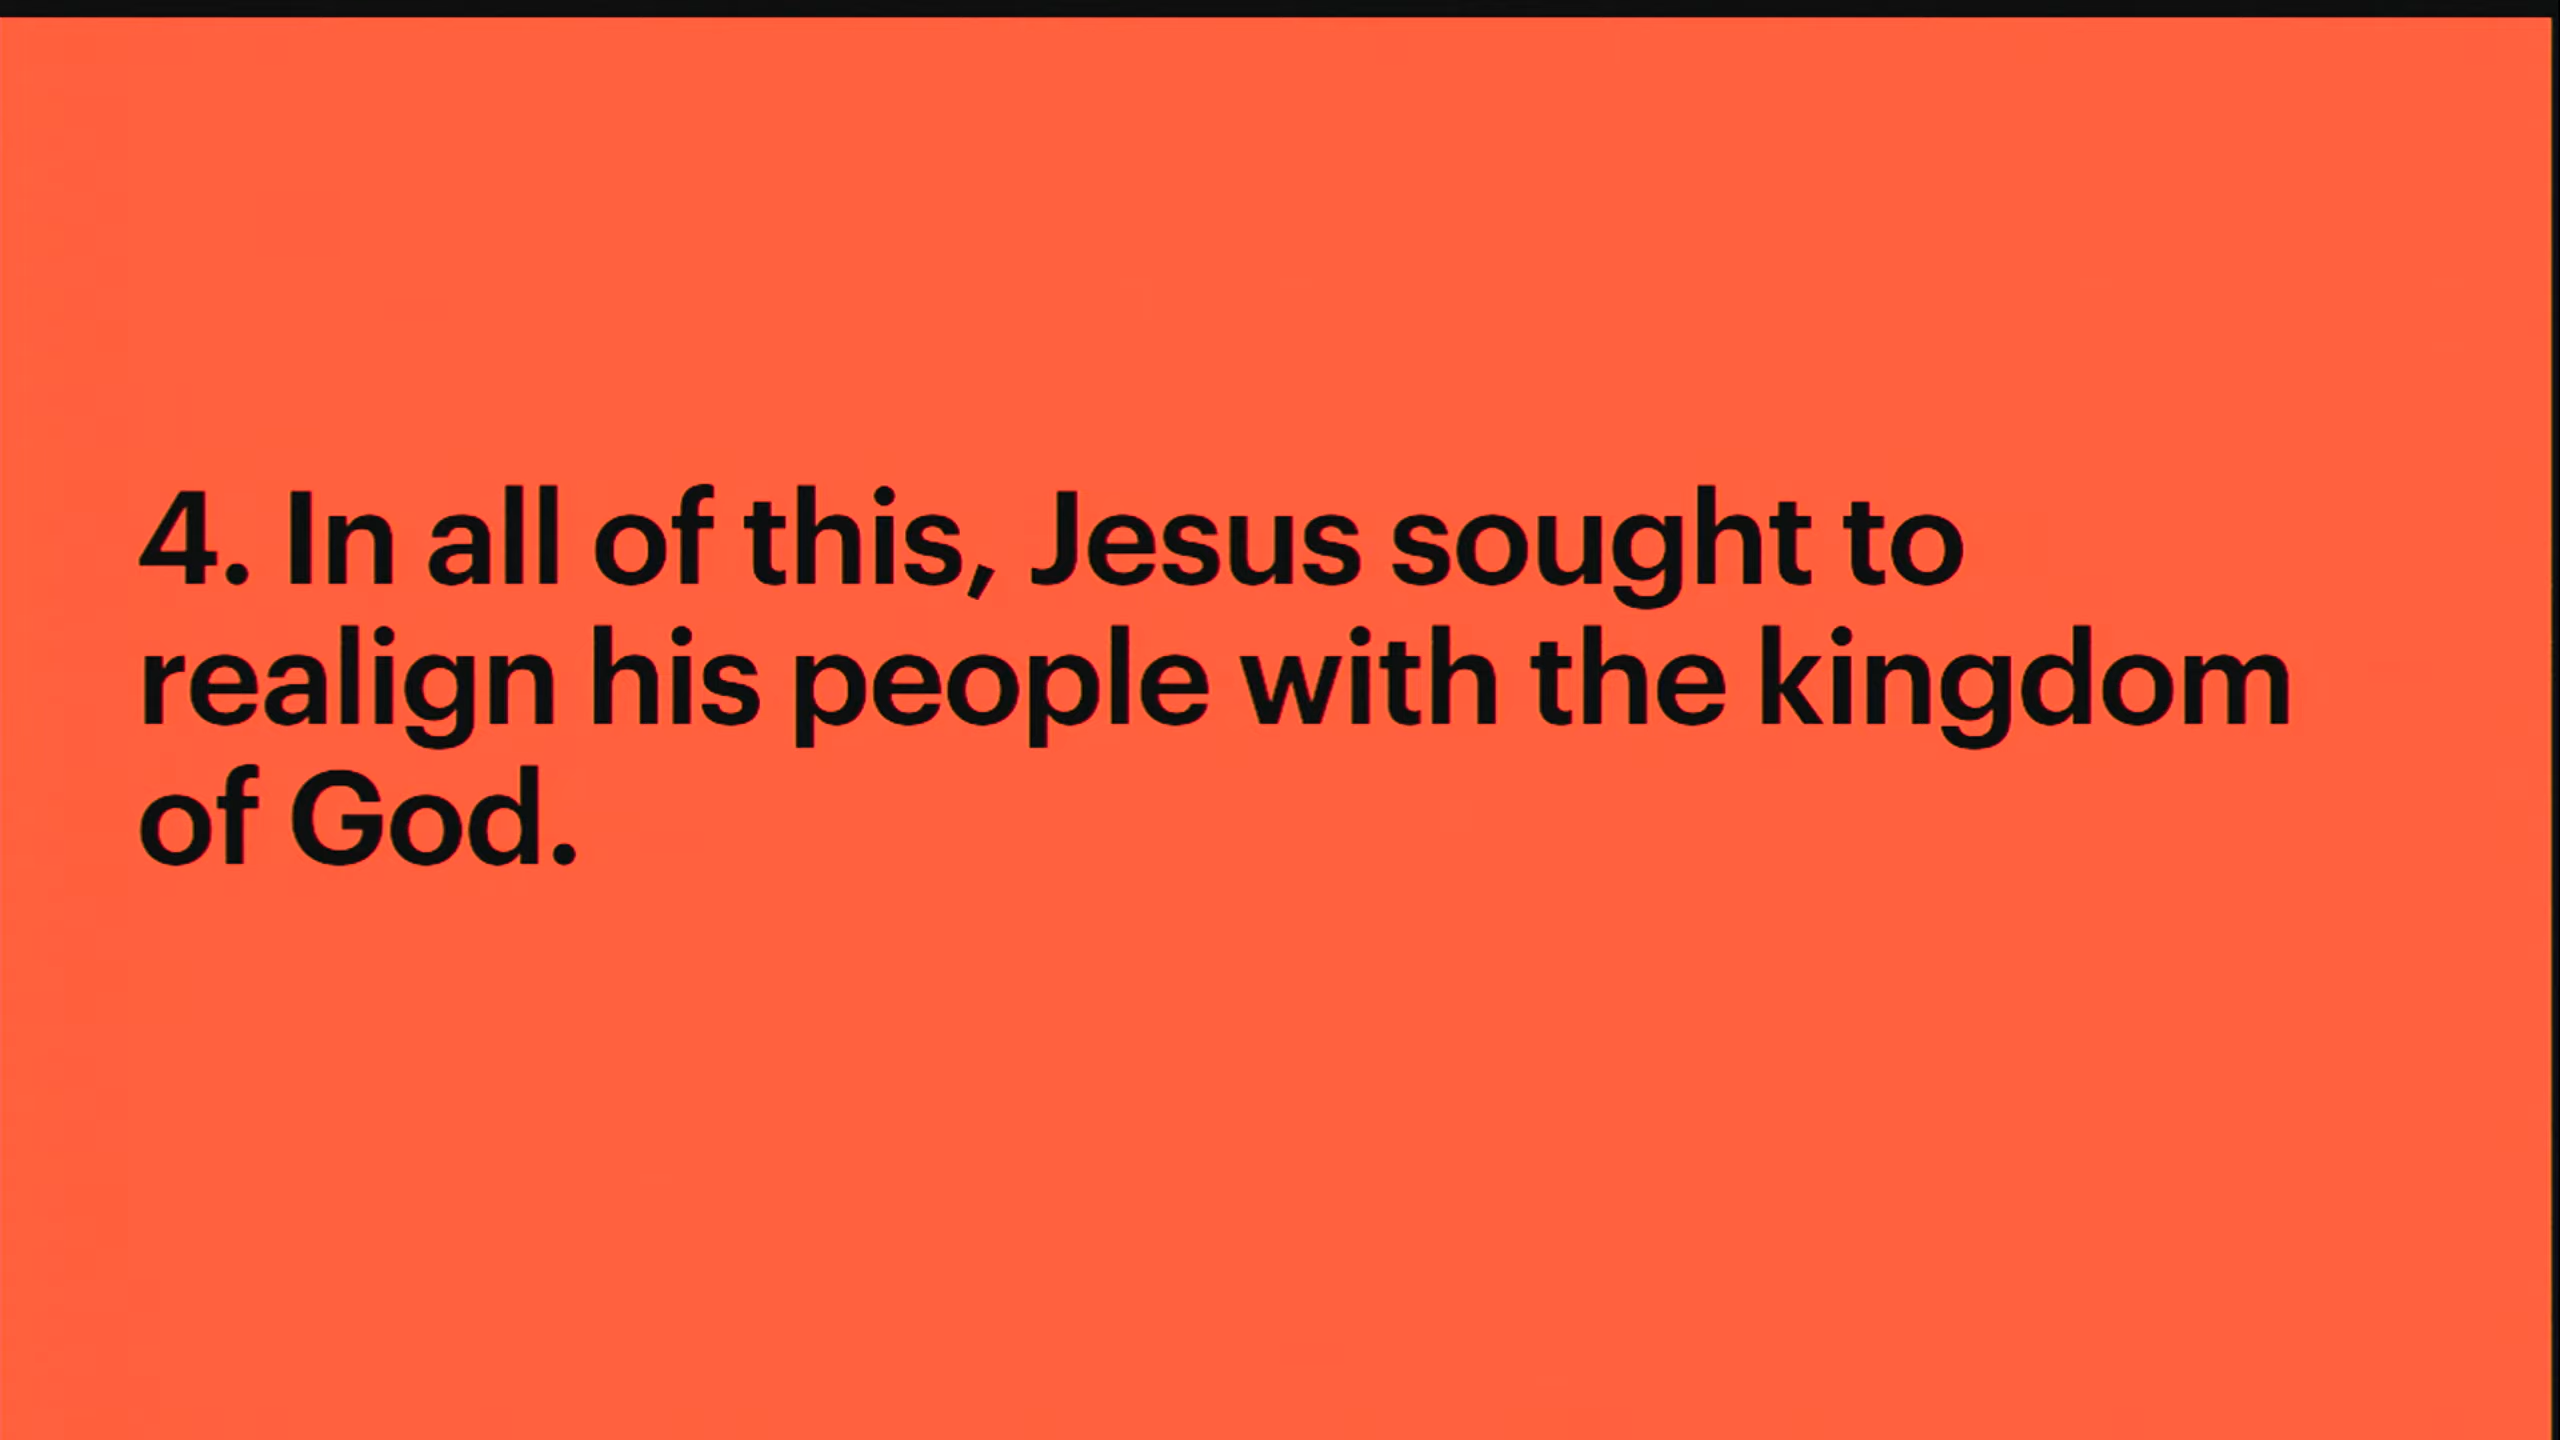 4. In all of this, Jesus sought to
realign his people with the kingdom
of God.